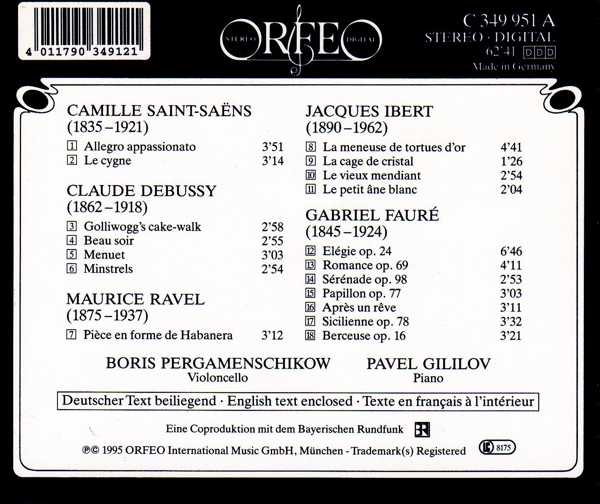 4 011790 349121
ORFEO
STEREO DIGITAL
C 349 951 A
STEREO · DIGITAL
62'41 DDD
Made in Germany
CAMILLE SAINT-SAËNS
(1835–1921)
1 Allegro appassionato 3'51
2 Le cygne 3'14
CLAUDE DEBUSSY
(1862–1918)
3 Golliwogg's cake-walk 2'58
4 Beau soir 2'55
5 Menuet 3'03
6 Minstrels 2'54
MAURICE RAVEL
(1875–1937)
7 Pièce en forme de Habanera 3'12
JACQUES IBERT
(1890–1962)
8 La meneuse de tortues d'or 4'41
9 La cage de cristal 1'26
10 Le vieux mendiant 2'54
11 Le petit âne blanc 2'04
GABRIEL FAURÉ
(1845–1924)
12 Elégie op. 24 6'46
13 Romance op. 69 4'11
14 Sérénade op. 98 2'53
15 Papillon op. 77 3'03
16 Après un rêve 3'11
17 Sicilienne op. 78 3'32
18 Berceuse op. 16 3'21
BORIS PERGAMENSCHIKOW
Violoncello
PAVEL GILILOV
Piano
Deutscher Text beiliegend · English text enclosed · Texte en français à l'intérieur
Eine Coproduktion mit dem Bayerischen Rundfunk BR
℗© 1995 ORFEO International Music GmbH, München - Trademark(s) Registered LC 8175